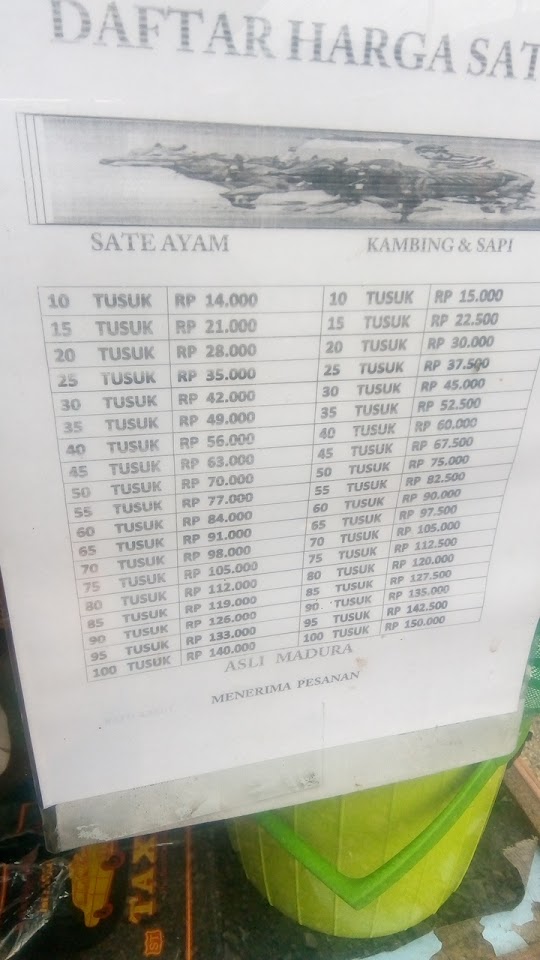 DAFTAR HARGA SAT
SATE AYAM KAMBING & SAPI
10 TUSUK RP 14.000 10 TUSUK RP 15.000
15 TUSUK RP 21.000 15 TUSUK RP 22.500
20 TUSUK RP 28.000 20 TUSUK RP 30.000
25 TUSUK RP 35.000 25 TUSUK RP 37.500
30 TUSUK RP 42.000 30 TUSUK RP 45.000
35 TUSUK RP 49.000 35 TUSUK RP 52.500
40 TUSUK RP 56.000 40 TUSUK RP 60.000
45 TUSUK RP 63.000 45 TUSUK RP 67.500
50 TUSUK RP 70.000 50 TUSUK RP 75.000
55 TUSUK RP 77.000 55 TUSUK RP 82.500
60 TUSUK RP 84.000 60 TUSUK RP 90.000
65 TUSUK RP 91.000 65 TUSUK RP 97.500
70 TUSUK RP 98.000 70 TUSUK RP 105.000
75 TUSUK RP 105.000 75 TUSUK RP 112.500
80 TUSUK RP 112.000 80 TUSUK RP 120.000
85 TUSUK RP 119.000 85 TUSUK RP 127.500
90 TUSUK RP 126.000 90 TUSUK RP 135.000
95 TUSUK RP 133.000 95 TUSUK RP 142.500
100 TUSUK RP 140.000 100 TUSUK RP 150.000
ASLI MADURA
MENERIMA PESANAN
TAX